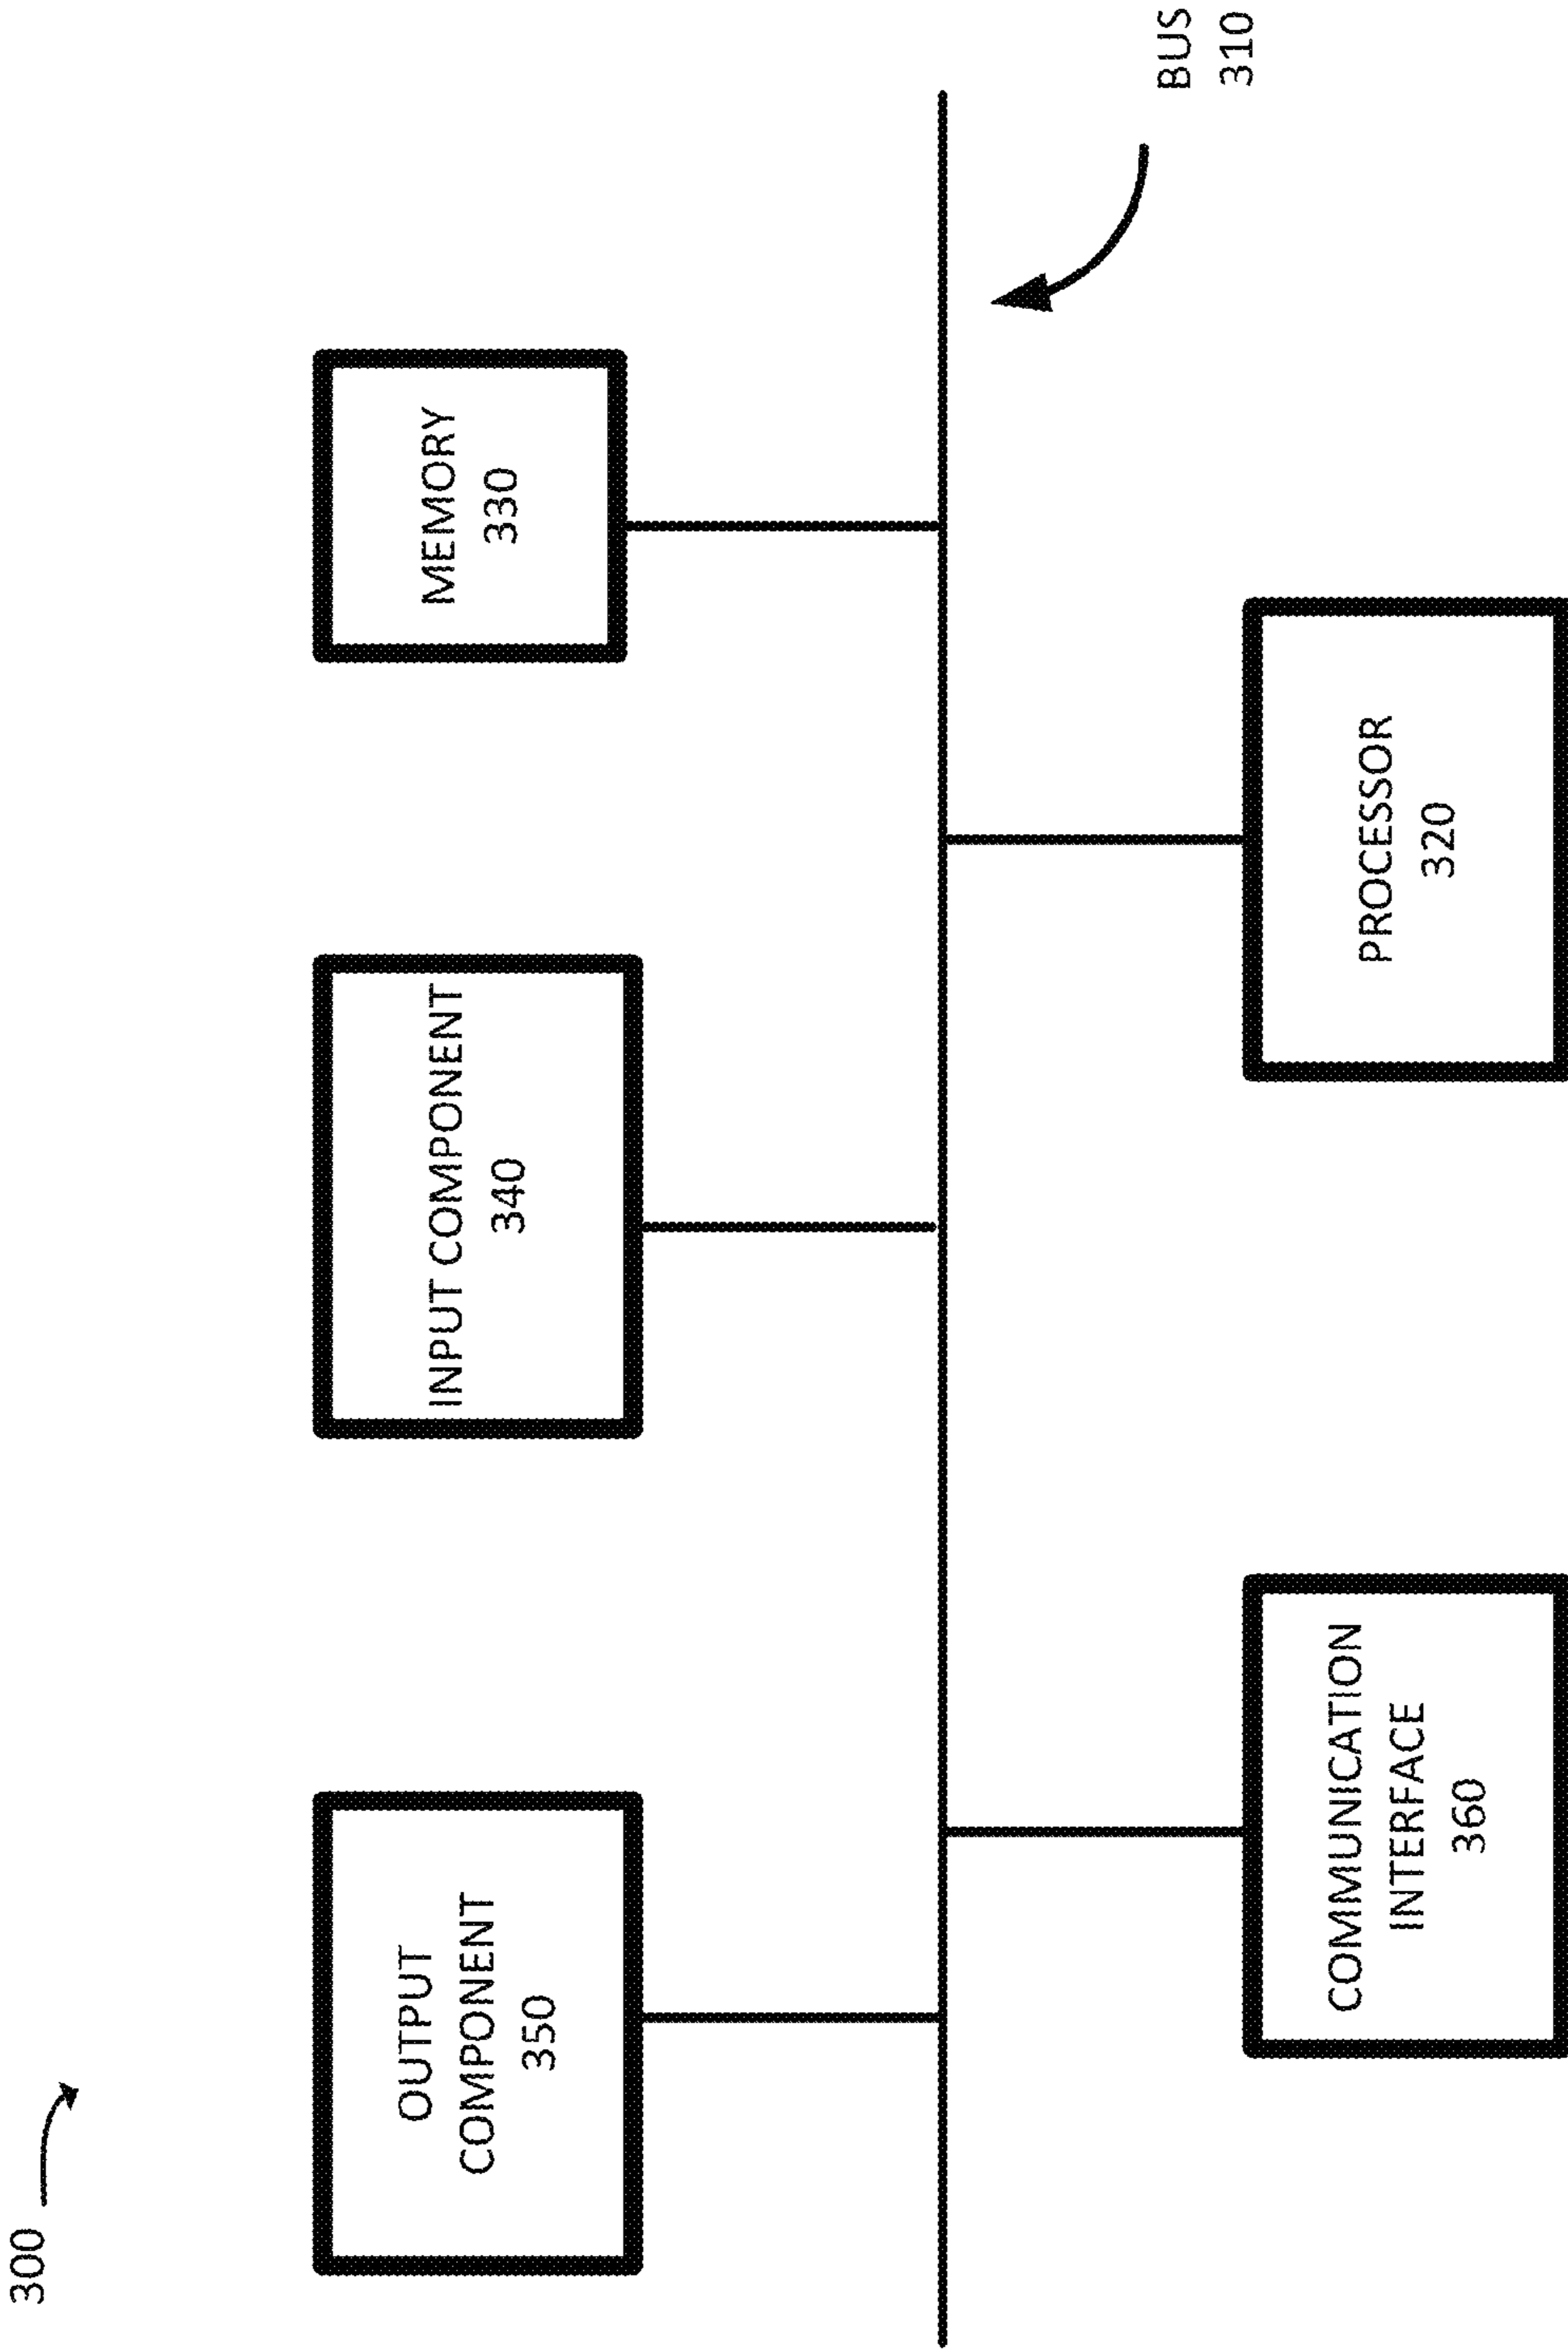 300
OUTPUT
COMPONENT
350
INPUT COMPONENT
340
MEMORY
330
BUS
310
COMMUNICATION
INTERFACE
360
PROCESSOR
320